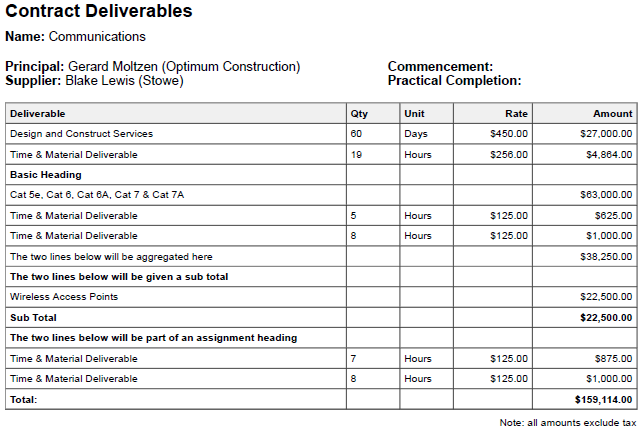 Contract Deliverables
Name: Communications
Principal: Gerard Moltzen (Optimum Construction) Commencement:
Supplier: Blake Lewis (Stowe) Practical Completion:
Deliverable Qty Unit Rate Amount
Design and Construct Services 60 Days $450.00 $27,000.00
Time & Material Deliverable 19 Hours $256.00 $4,864.00
Basic Heading
Cat 5e, Cat 6, Cat 6A, Cat 7 & Cat 7A $63,000.00
Time & Material Deliverable 5 Hours $125.00 $625.00
Time & Material Deliverable 8 Hours $125.00 $1,000.00
The two lines below will be aggregated here $38,250.00
The two lines below will be given a sub total
Wireless Access Points $22,500.00
Sub Total $22,500.00
The two lines below will be part of an assignment heading
Time & Material Deliverable 7 Hours $125.00 $875.00
Time & Material Deliverable 8 Hours $125.00 $1,000.00
Total: $159,114.00
Note: all amounts exclude tax